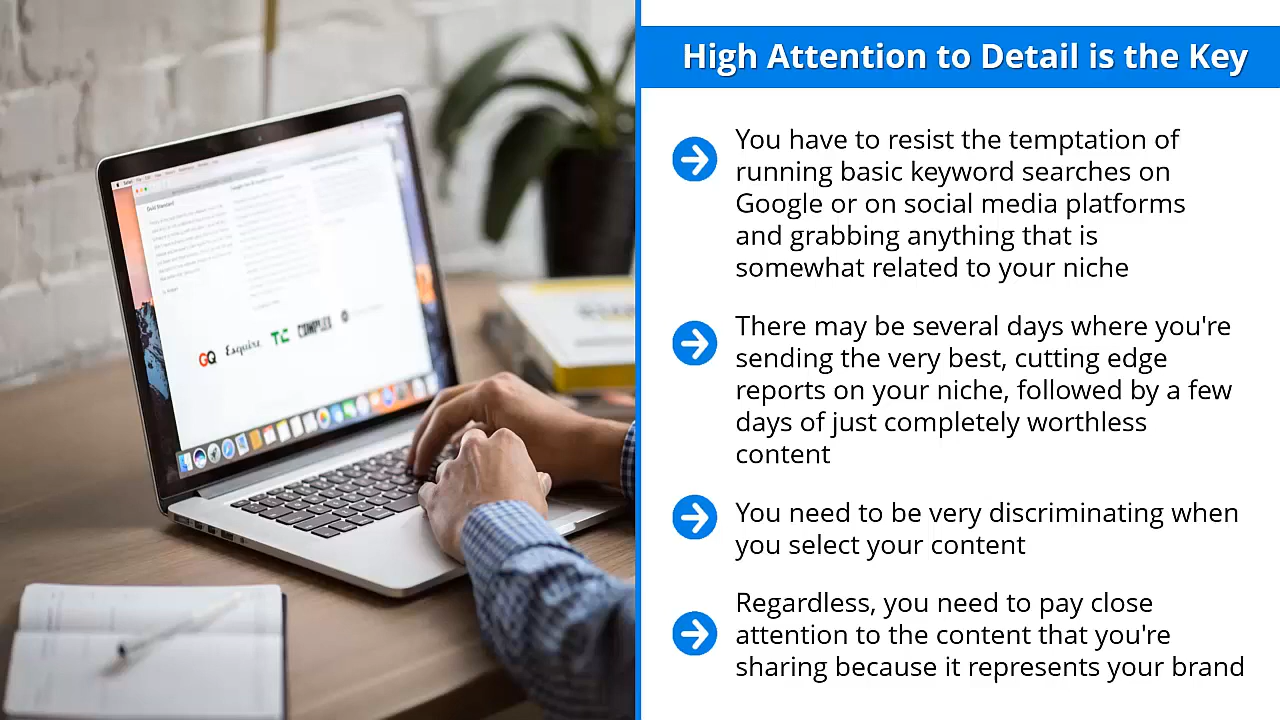 High Attention to Detail is the Key
You have to resist the temptation of
running basic keyword searches on
Google or on social media platforms
and grabbing anything that is
somewhat related to your niche
There may be several days where you're
sending the very best, cutting edge
reports on your niche, followed by a few
days of just completely worthless
content
You need to be very discriminating when
you select your content
Regardless, you need to pay close
attention to the content that you're
sharing because it represents your brand
GQ Esquire TC COMPLEX